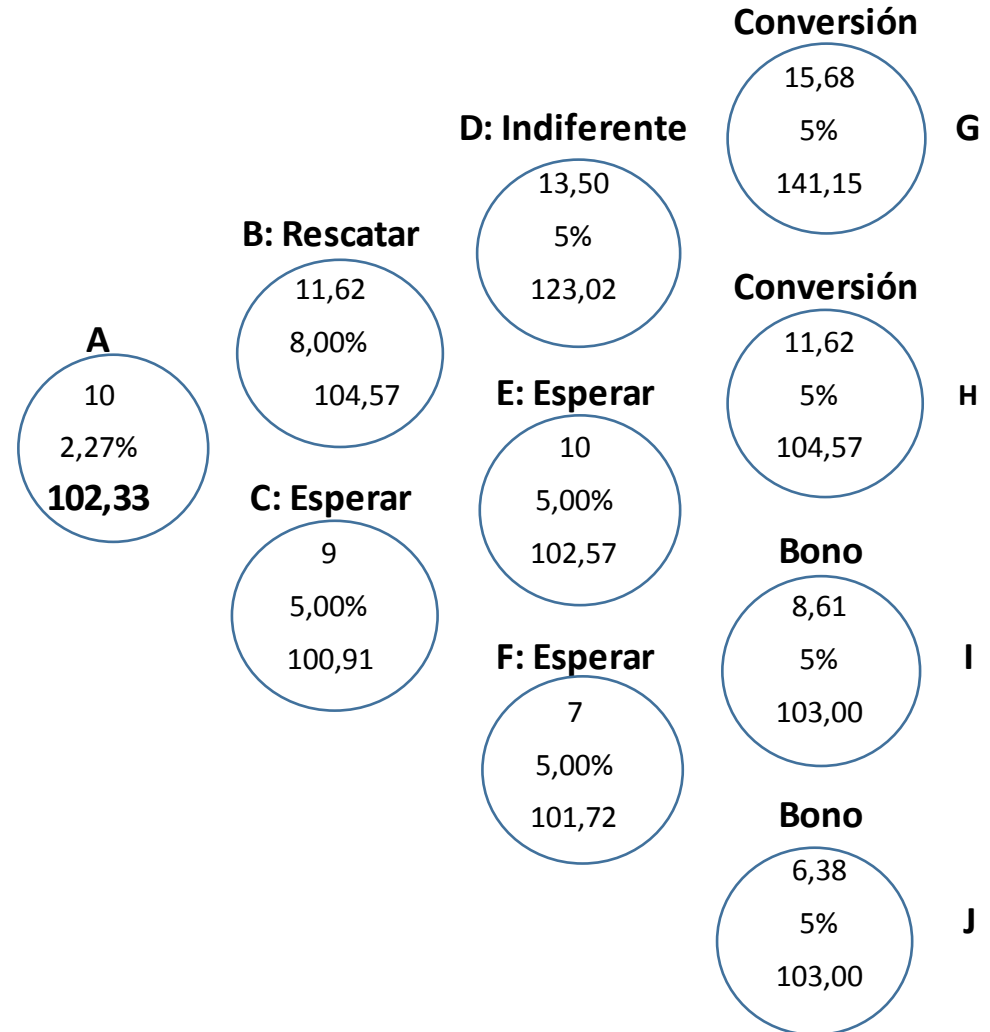 A
10
2,27%
102,33
B: Rescatar
11,62
8,00%
104,57
C: Esperar
9
5,00%
100,91
D: Indiferente
13,50
5%
123,02
E: Esperar
10
5,00%
102,57
F: Esperar
7
5,00%
101,72
Conversión
15,68
5%
141,15
G
Conversión
11,62
5%
104,57
H
Bono
8,61
5%
103,00
I
Bono
6,38
5%
103,00
J